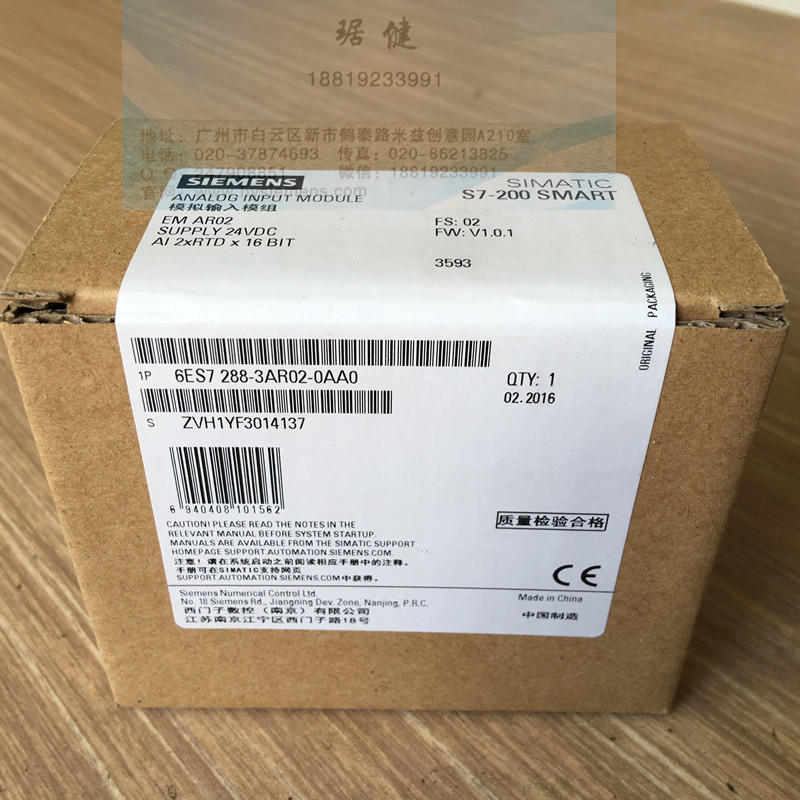 琚健
18819233991
地址：广州市白云区新市鹤泰路米兹创意园A210室
电话：020-37874693 传真：020-86213825
微信：18819233991
SIEMENS
SIMATIC
S7-200 SMART
ANALOG INPUT MODULE
模拟输入模组
EM AR02
SUPPLY 24VDC
AI 2xRTD x 16 BIT
FS: 02
FW: V1.0.1
3593
ORIGINAL PACKAGING
1P 6ES7 288-3AR02-0AA0
QTY: 1
02.2016
S ZVH1YF3014137
6 940408 101562
质量检验合格
CAUTION! PLEASE READ THE NOTES IN THE
RELEVANT MANUAL BEFORE SYSTEM STARTUP.
MANUALS ARE AVAILABLE FROM THE SIMATIC SUPPORT
HOMEPAGE SUPPORT.AUTOMATION.SIEMENS.COM.
注意！请在系统启动之前阅读相应手册中的注释。
手册可在SIMATIC支持网页
SUPPORT.AUTOMATION.SIEMENS.COM中获得。
CE
Siemens Numerical Control Ltd.
No. 18 Siemens Rd., Jiangning Dev. Zone, Nanjing, P.R.C.
西门子数控（南京）有限公司
江苏南京江宁区西门子路18号
Made in China
中国制造